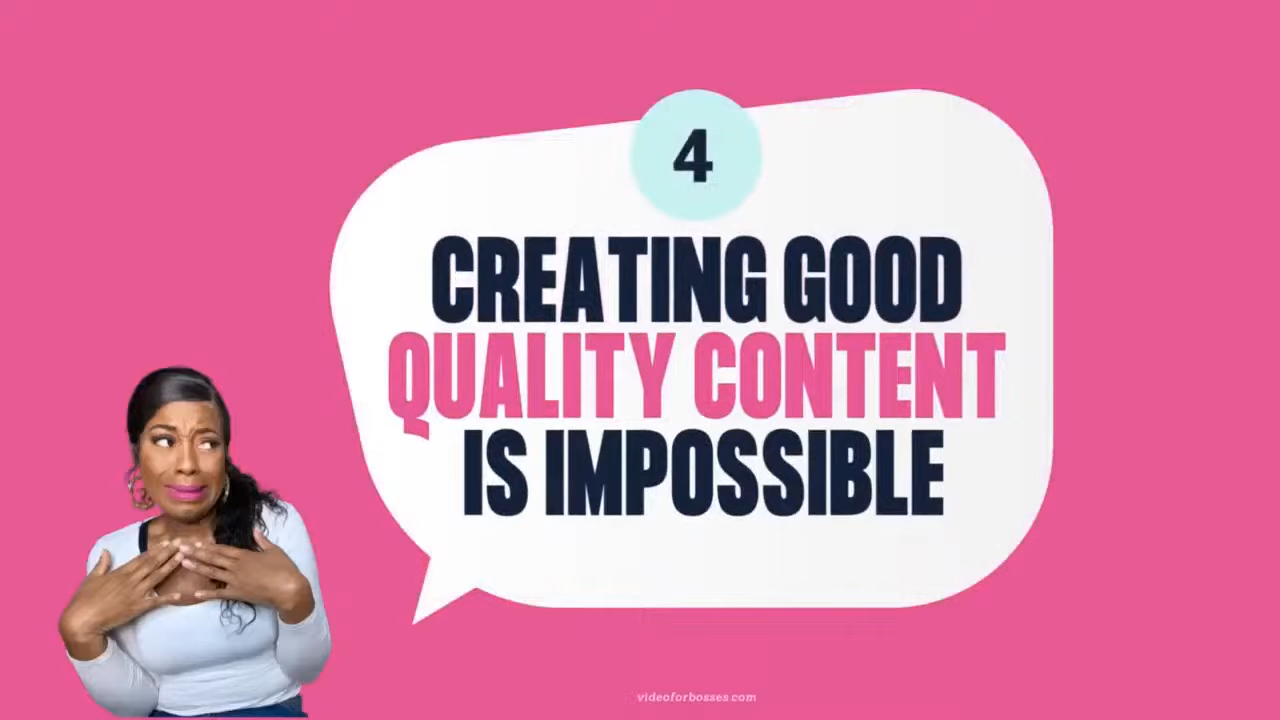 4
CREATING GOOD
QUALITY CONTENT
IS IMPOSSIBLE
videoforbosses.com